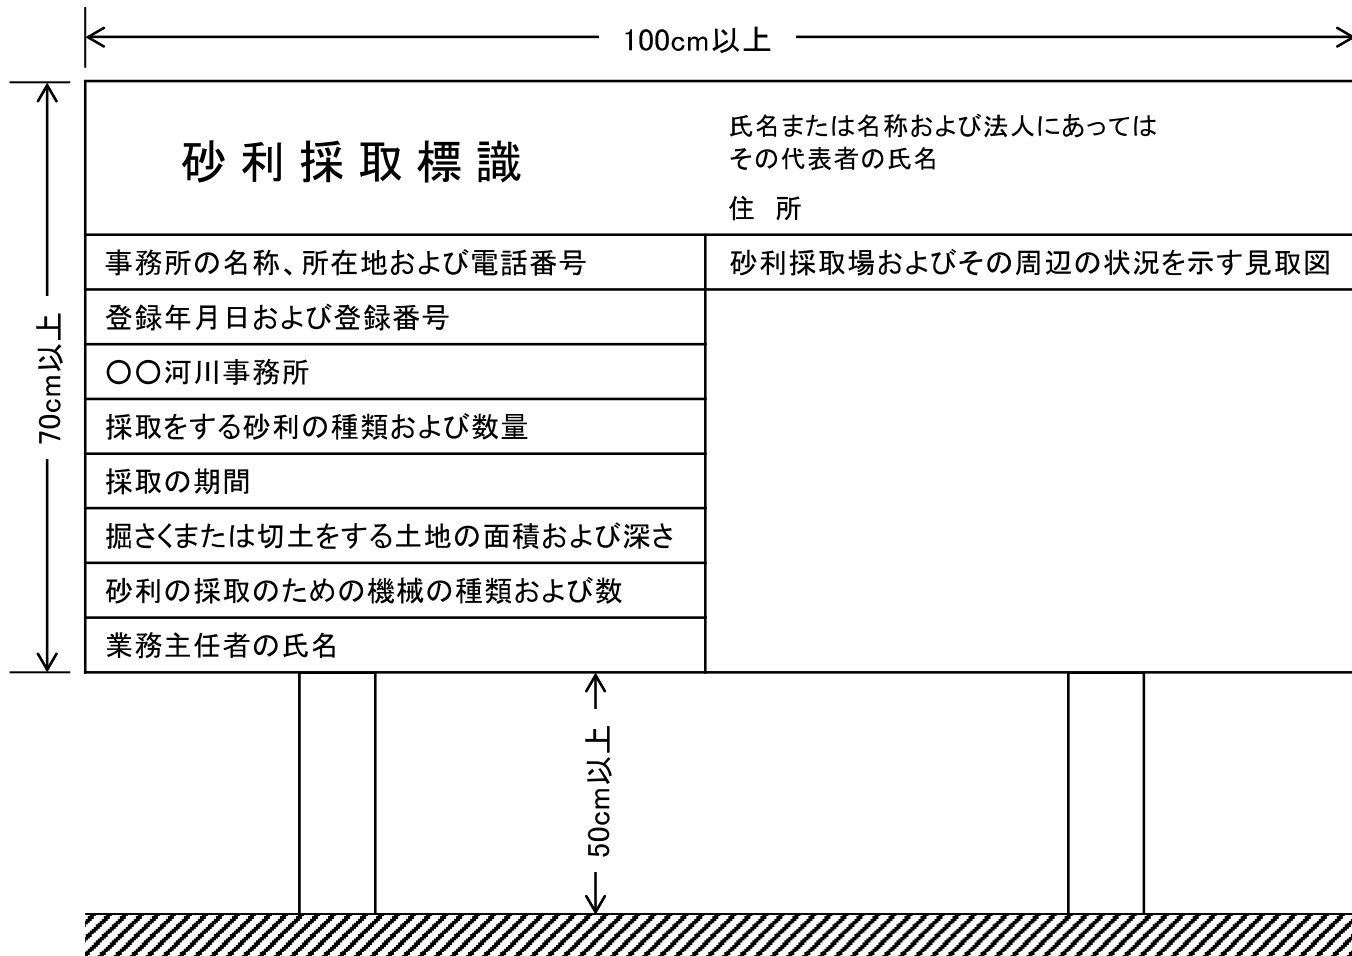 100cm以上
砂利採取標識
氏名または名称および法人にあっては
その代表者の氏名
住 所
事務所の名称、所在地および電話番号
砂利採取場およびその周辺の状況を示す見取図
登録年月日および登録番号
〇〇河川事務所
採取をする砂利の種類および数量
採取の期間
掘さくまたは切土をする土地の面積および深さ
砂利の採取のための機械の種類および数
業務主任者の氏名
70cm以上
50cm以上